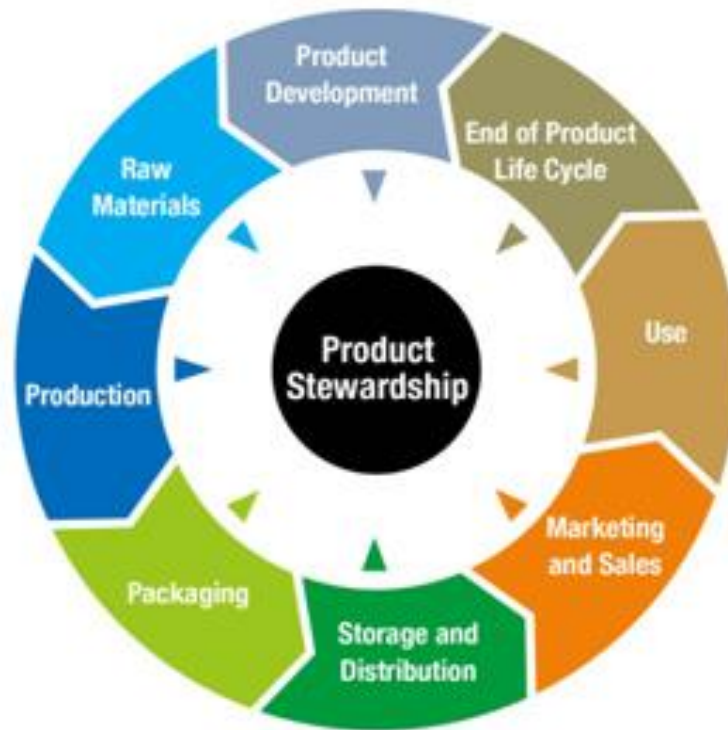 Product
Development
End of Product
Life Cycle
Raw
Materials
Use
Product
Stewardship
Production
Marketing
and Sales
Packaging
Storage and
Distribution